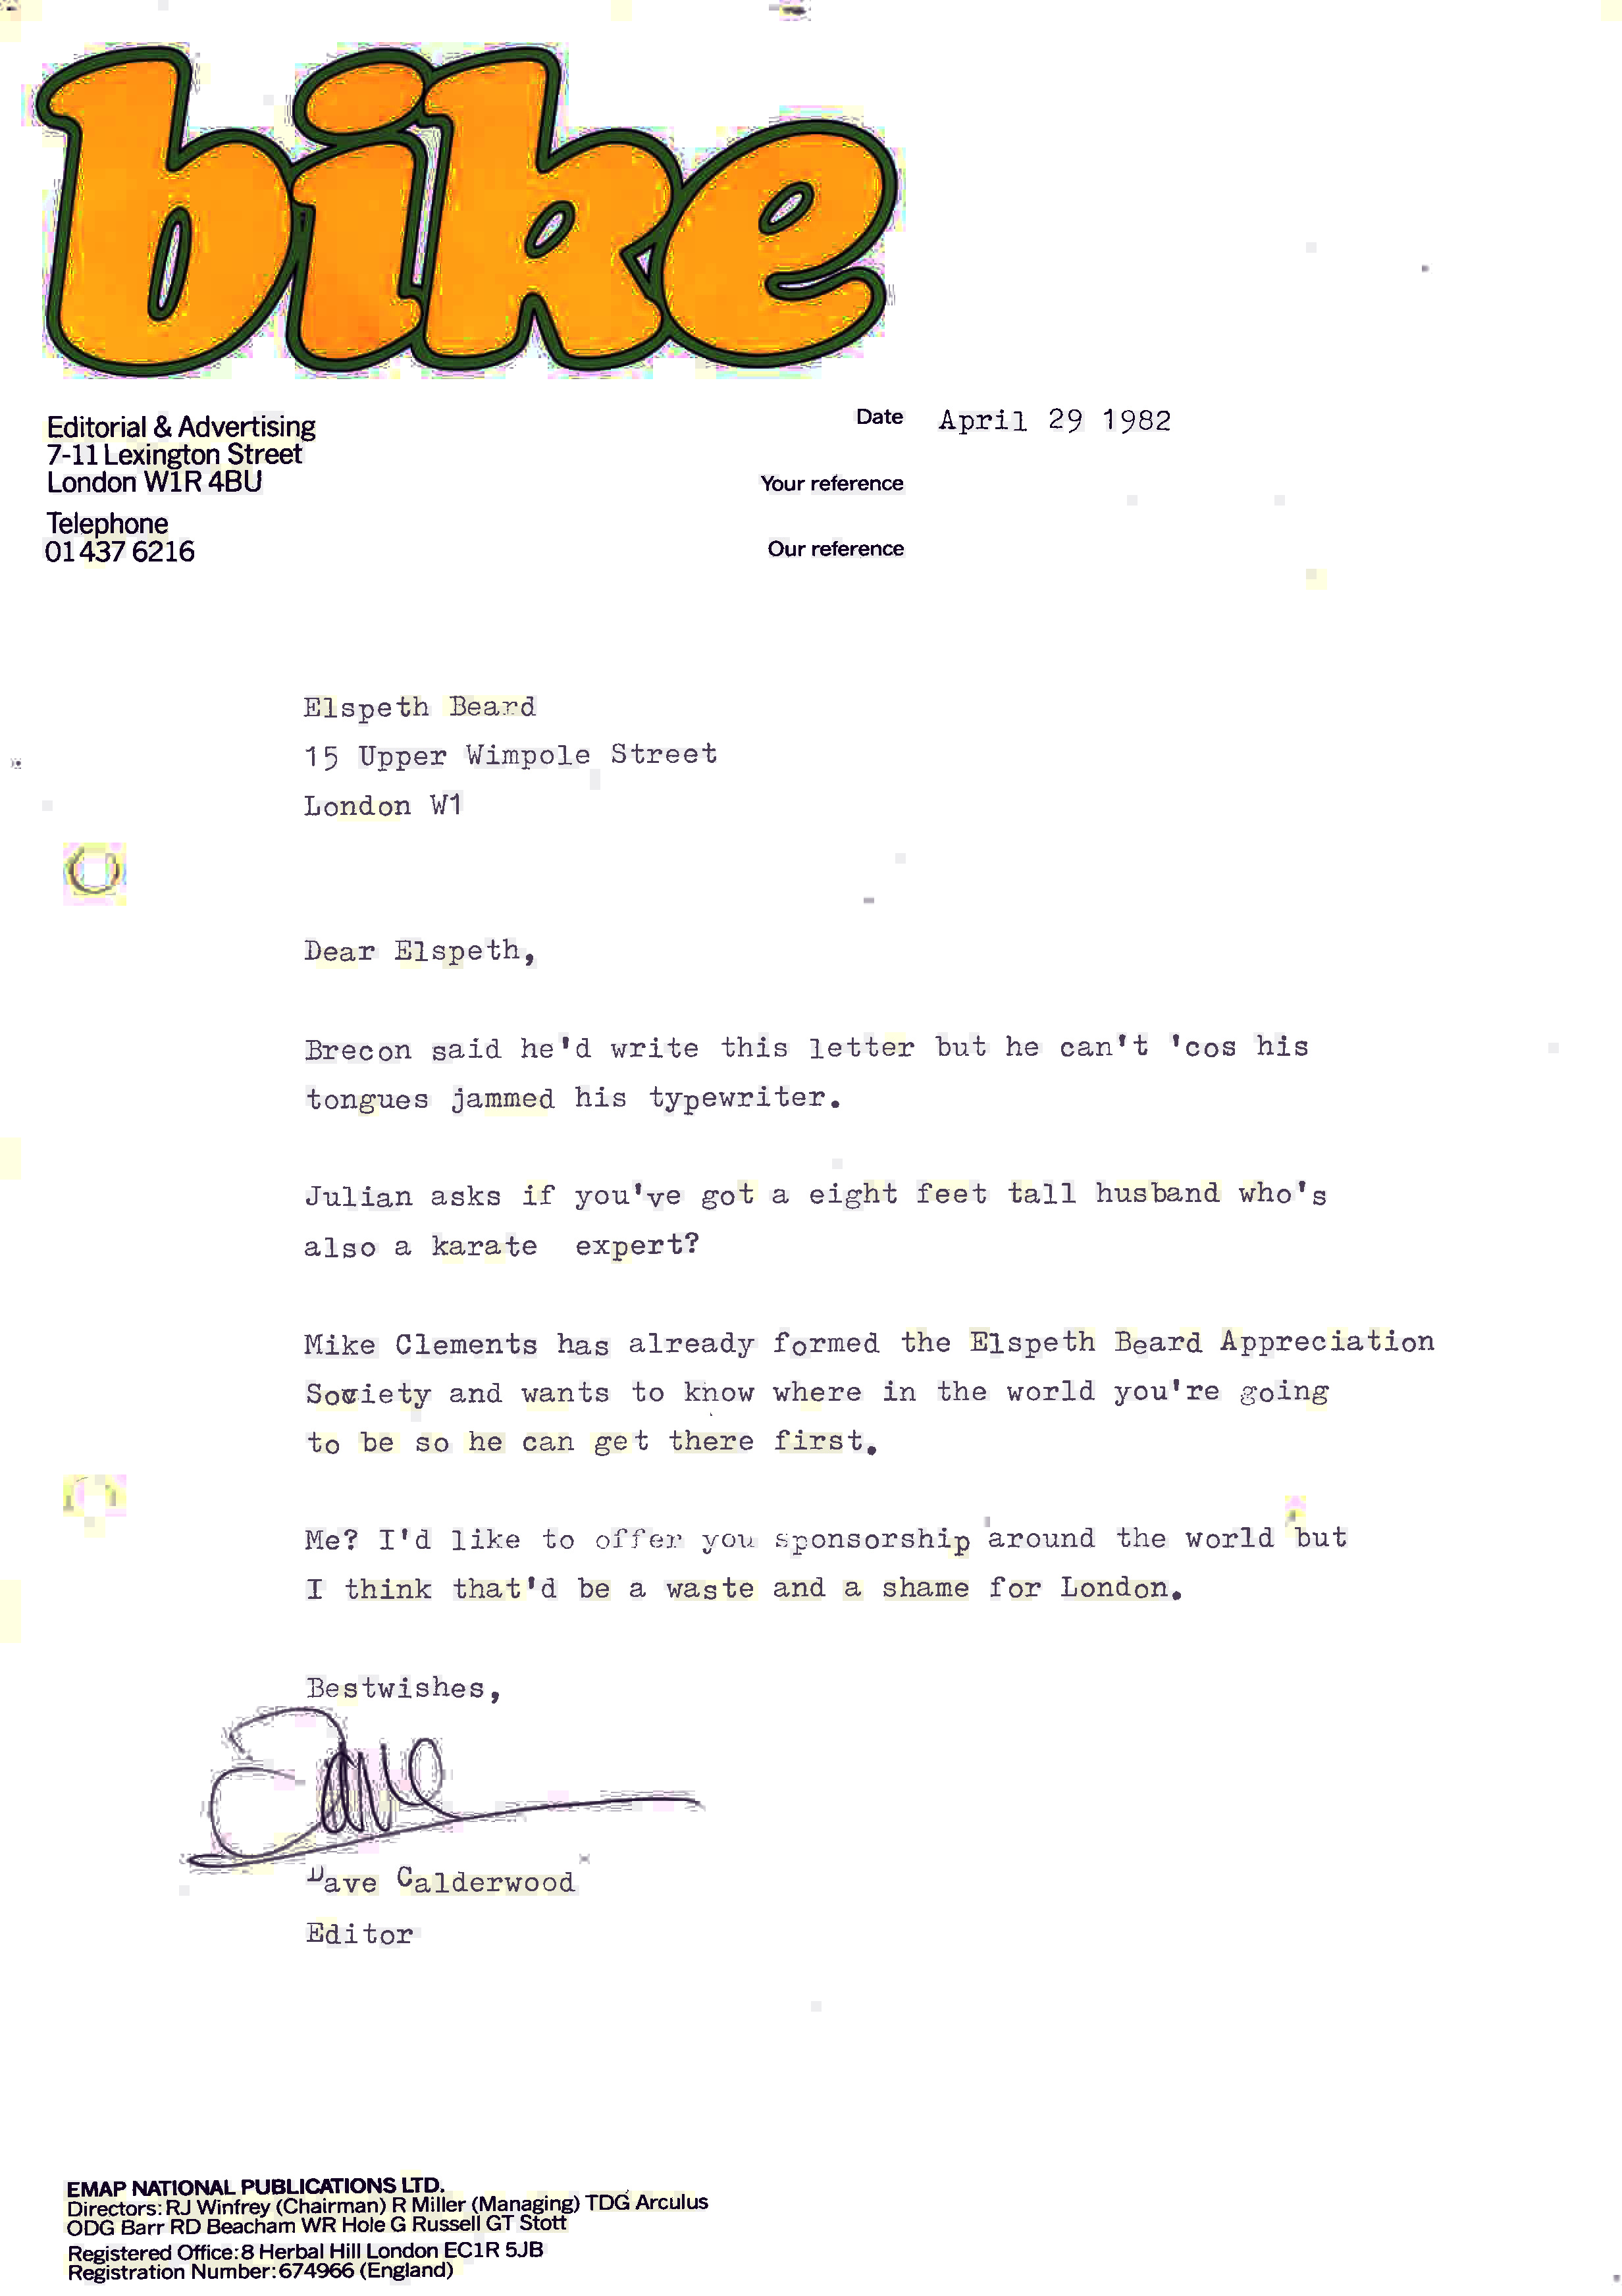 bike
Editorial & Advertising
7-11 Lexington Street
London W1R 4BU
Telephone
01 437 6216
Date April 29 1982
Your reference
Our reference
Elspeth Beard
15 Upper Wimpole Street
London W1
Dear Elspeth,
Brecon said he'd write this letter but he can't 'cos his
tongues jammed his typewriter.
Julian asks if you've got a eight feet tall husband who's
also a karate expert?
Mike Clements has already formed the Elspeth Beard Appreciation
Society and wants to know where in the world you're going
to be so he can get there first.
Me? I'd like to offer you sponsorship around the world but
I think that'd be a waste and a shame for London.
Bestwishes,
Dave
Dave Calderwood
Editor
EMAP NATIONAL PUBLICATIONS LTD.
Directors: RJ Winfrey (Chairman) R Miller (Managing) TDG Arculus
ODG Barr RD Beacham WR Hole G Russell GT Stott
Registered Office: 8 Herbal Hill London EC1R 5JB
Registration Number: 674966 (England)